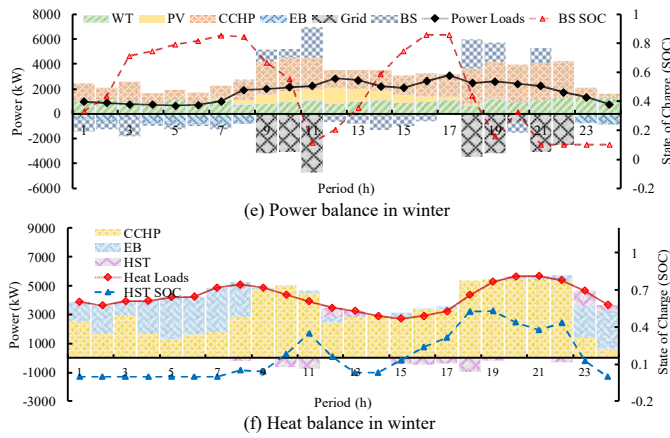 WT PV CCHP EB Grid BS Power Loads BS SOC
8000 1
6000 0.8
4000 0.6
2000 0.4
0 0.2
-2000 0
-4000 -0.2
-6000
1 3 5 7 9 11 13 15 17 19 21 23
Power (kW)
State of Charge (SOC)
Period (h)
(e) Power balance in winter
9000 1
7000 0.7
5000 0.4
3000 0.1
1000 -0.2
-1000
-3000
CCHP
EB
HST
Heat Loads
HST SOC
1 3 5 7 9 11 13 15 17 19 21 23
Power (kW)
State of Charge (SOC)
Period (h)
(f) Heat balance in winter